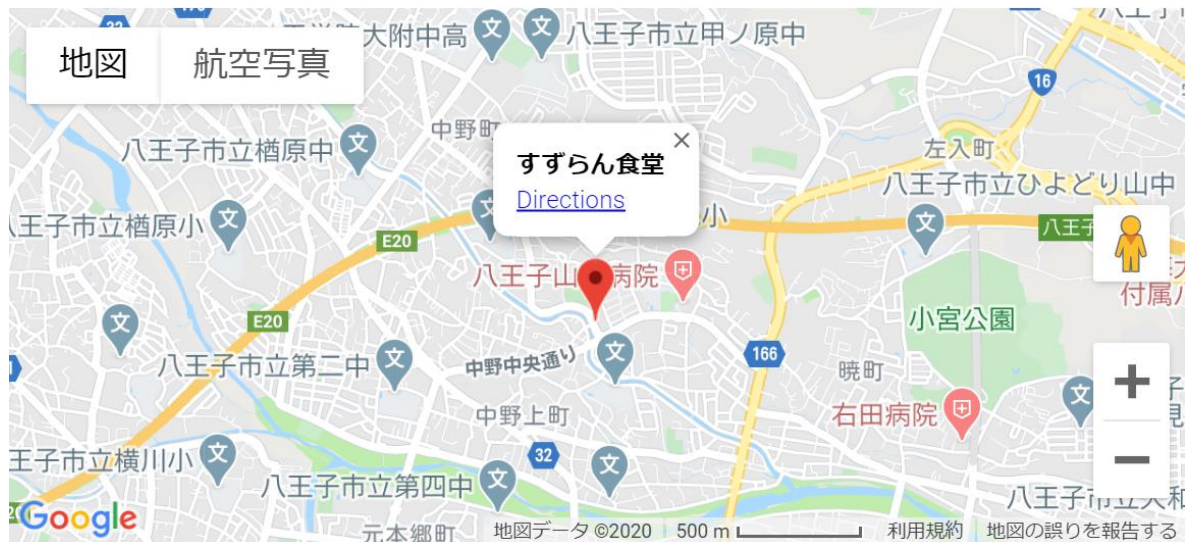 32
大附中高
八王子市立甲ノ原中
地図
航空写真
16
中野町
八王子市立楢原中
左入町
すずらん食堂
Directions
八王子市立ひよどり山中
小
王子市立楢原小
E20
八王子
八王子山
病院
付属
小宮公園
E20
中野中央通り
166
八王子市立第二中
暁町
右田病院
中野上町
32
王子市立横川小
八王子市立第四中
元本郷町
Google
地図データ ©2020
500 m
利用規約
地図の誤りを報告する